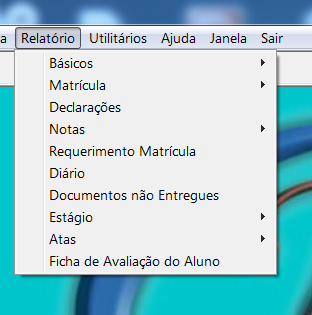 a Relatório Utilitários Ajuda Janela Sair
Básicos
Matrícula
Declarações
Notas
Requerimento Matrícula
Diário
Documentos não Entregues
Estágio
Atas
Ficha de Avaliação do Aluno